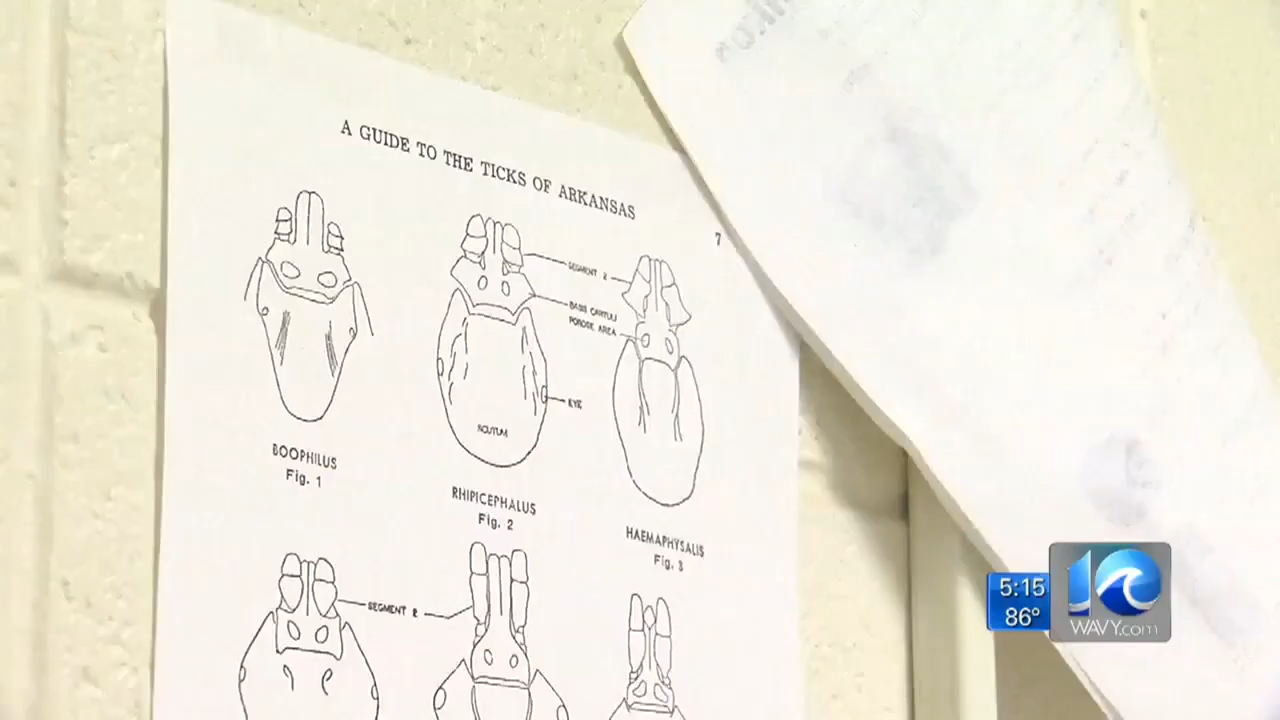 A GUIDE TO THE TICKS OF ARKANSAS
7
SEGMENT 2
BASIS CAPITULI
POROSE AREA
EYE
SCUTUM
BOOPHILUS
Fig. 1
RHIPICEPHALUS
Fig. 2
HAEMAPHYSALIS
Fig. 3
SEGMENT 2
5:15
86°
10
WAVY.com